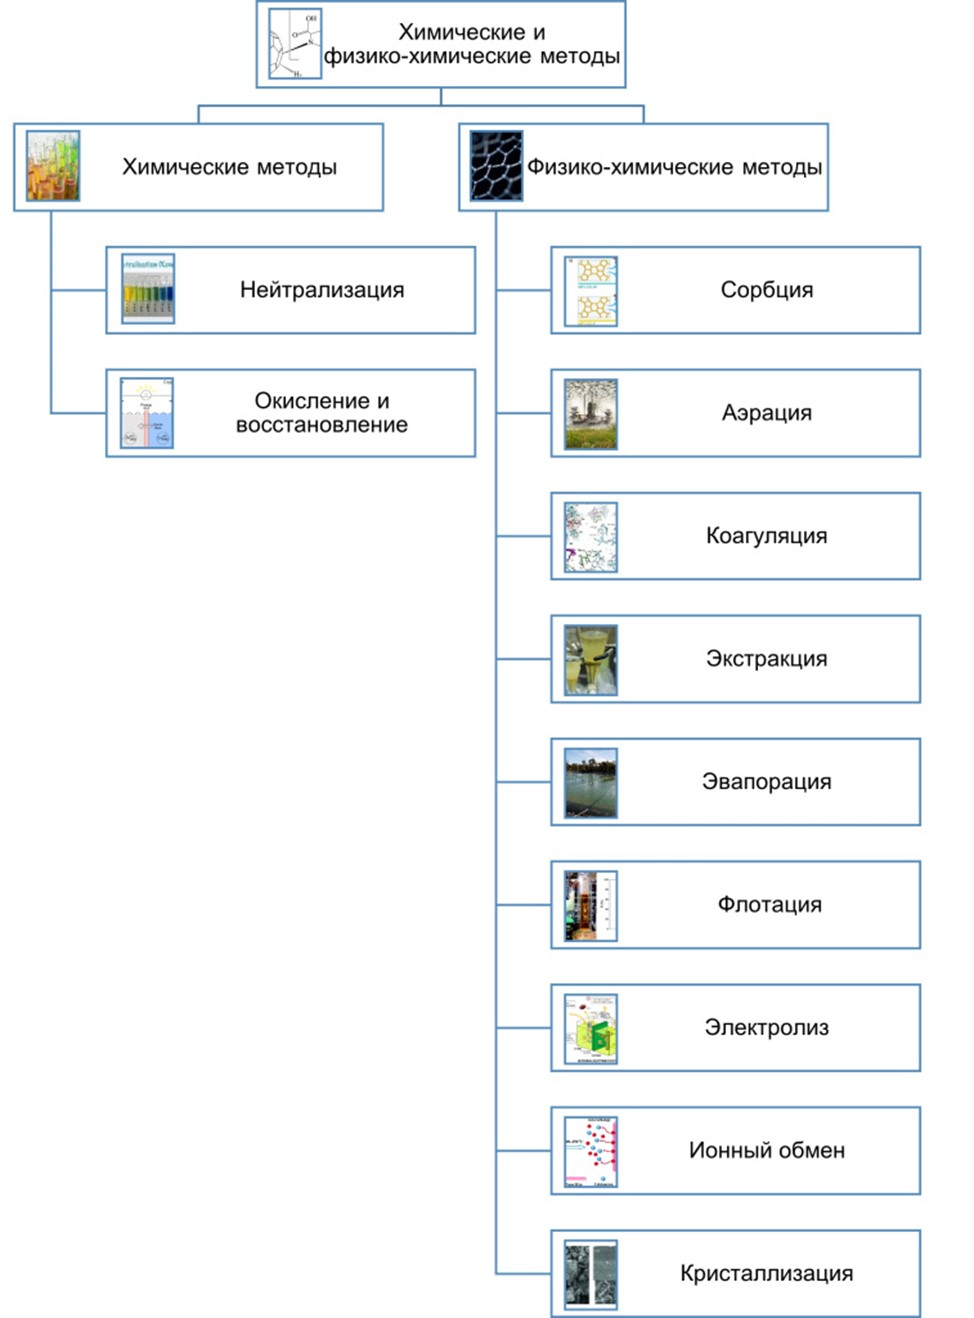 Химические и
физико-химические методы
Химические методы
Физико-химические методы
Нейтрализация
Окисление и
восстановление
Сорбция
Аэрация
Коагуляция
Экстракция
Эвапорация
Флотация
Электролиз
Ионный обмен
Кристаллизация